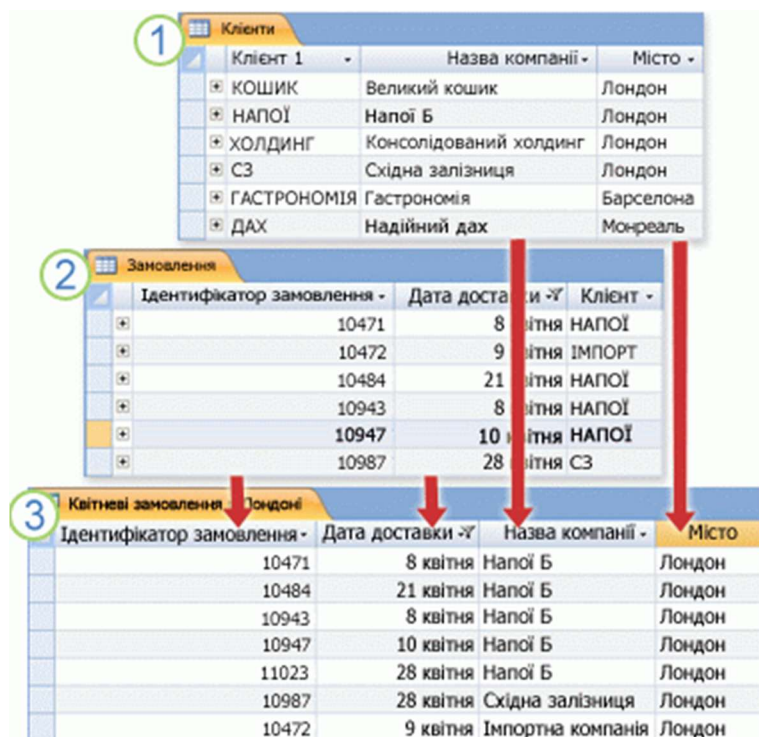 1
Клієнти
Клієнт 1 Назва компанії Місто
КОШИК Великий кошик Лондон
НАПОЇ Напої Б Лондон
ХОЛДИНГ Консолідований холдинг Лондон
СЗ Східна залізниця Лондон
ГАСТРОНОМІЯ Гастрономія Барселона
ДАХ Надійний дах Монреаль
2
Замовлення
Ідентифікатор замовлення Дата доставки Клієнт
10471 8 квітня НАПОЇ
10472 9 квітня ІМПОРТ
10484 21 квітня НАПОЇ
10943 8 квітня НАПОЇ
10947 10 квітня НАПОЇ
10987 28 квітня СЗ
3
Квітневі замовлення Лондоні
Ідентифікатор замовлення Дата доставки Назва компанії Місто
10471 8 квітня Напої Б Лондон
10484 21 квітня Напої Б Лондон
10943 8 квітня Напої Б Лондон
10947 10 квітня Напої Б Лондон
11023 28 квітня Напої Б Лондон
10987 28 квітня Східна залізниця Лондон
10472 9 квітня Імпортна компанія Лондон